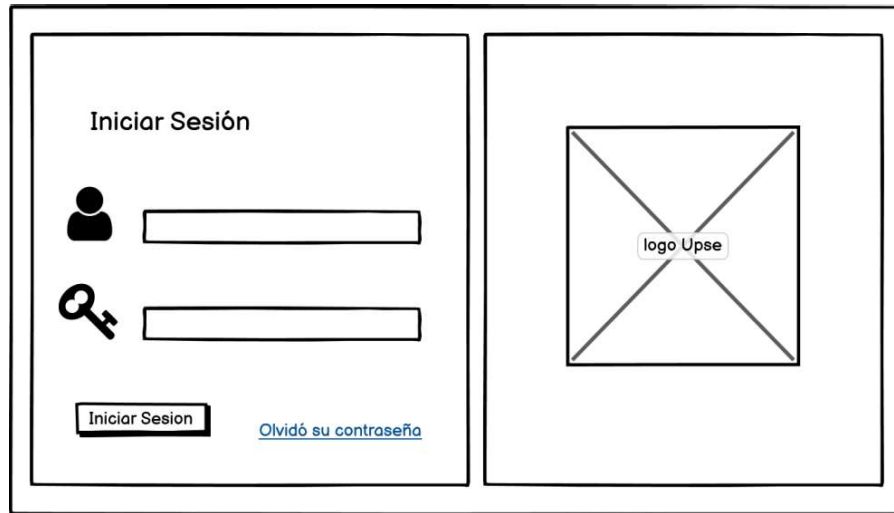 Iniciar Sesión
Iniciar Sesion
Olvidó su contraseña
logo Upse